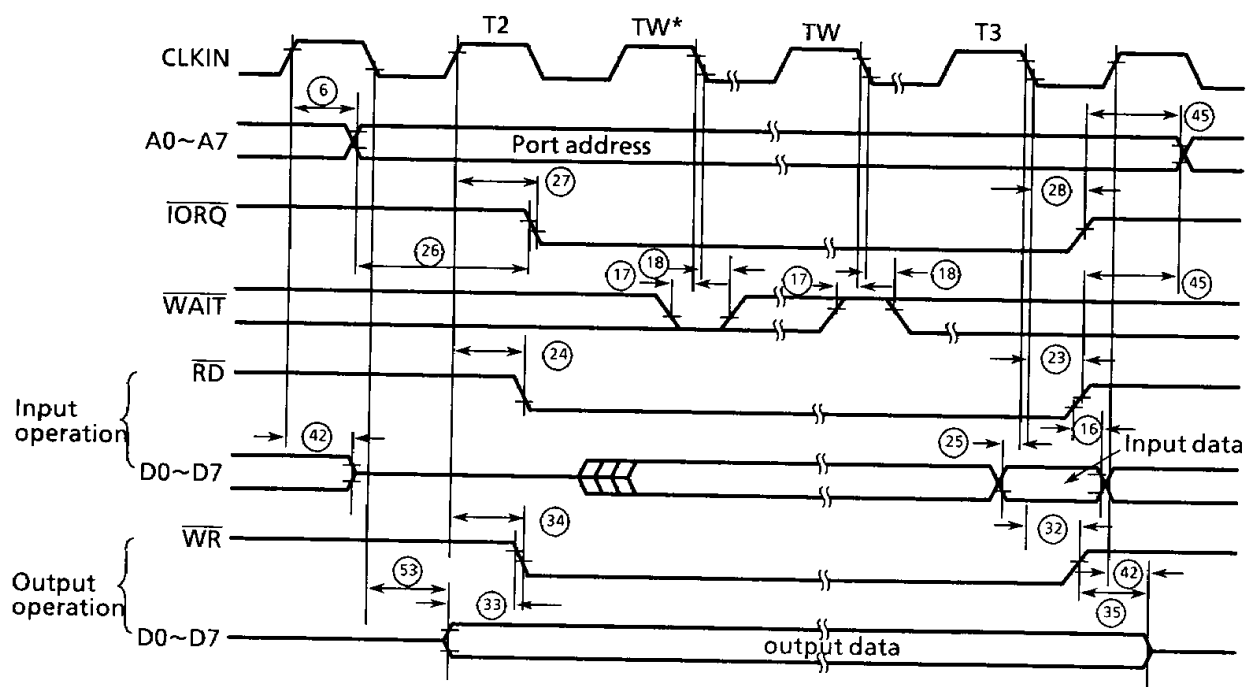 T2 TW* TW T3
CLKIN
6 45
A0~A7 Port address
27 28
IORQ
26
17 18 17 18 45
WAIT
24 23
RD
Input operation
42 25 16 Input data
D0~D7
34 32
WR
Output operation
53 33 42 35
D0~D7 output data